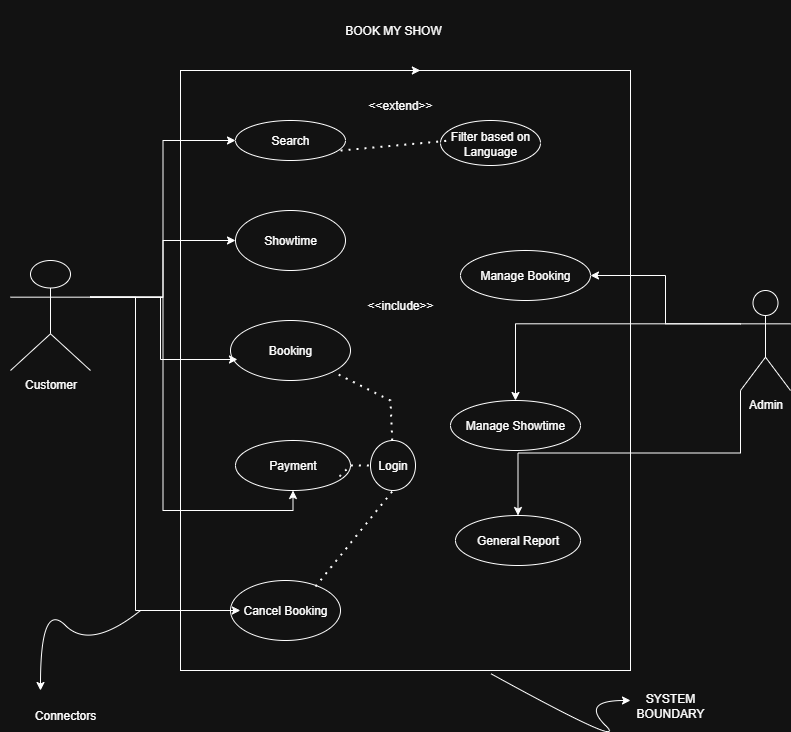 BOOK MY SHOW
<<extend>>
Search
Filter based on
Language
Showtime
Manage Booking
<<include>>
Booking
Customer
Admin
Manage Showtime
Payment
Login
General Report
Cancel Booking
Connectors
SYSTEM
BOUNDARY